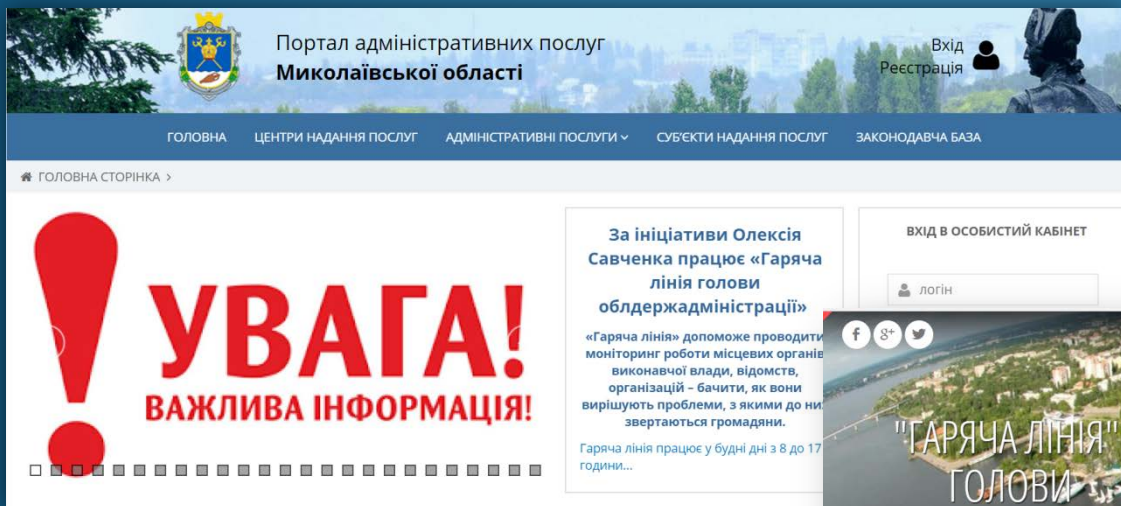 Портал адміністративних послуг
Миколаївської області
Вхід
Реєстрація
ГОЛОВНА ЦЕНТРИ НАДАННЯ ПОСЛУГ АДМІНІСТРАТИВНІ ПОСЛУГИ СУБ'ЄКТИ НАДАННЯ ПОСЛУГ ЗАКОНОДАВЧА БАЗА
ГОЛОВНА СТОРІНКА >
УВАГА!
ВАЖЛИВА ІНФОРМАЦІЯ!
За ініціативи Олексія
Савченка працює «Гаряча
лінія голови
облдержадміністрації»
«Гаряча лінія» допоможе проводити
моніторинг роботи місцевих органів
виконавчої влади, відомств,
організацій – бачити, як вони
вирішують проблеми, з якими до
звертаються громадяни.
Гаряча лінія працює у будні дні з 8 до 17
години...
ВХІД В ОСОБИСТИЙ КАБІНЕТ
логін
f g+
"ГАРЯЧА ЛІНІЯ"
ГОЛОВИ